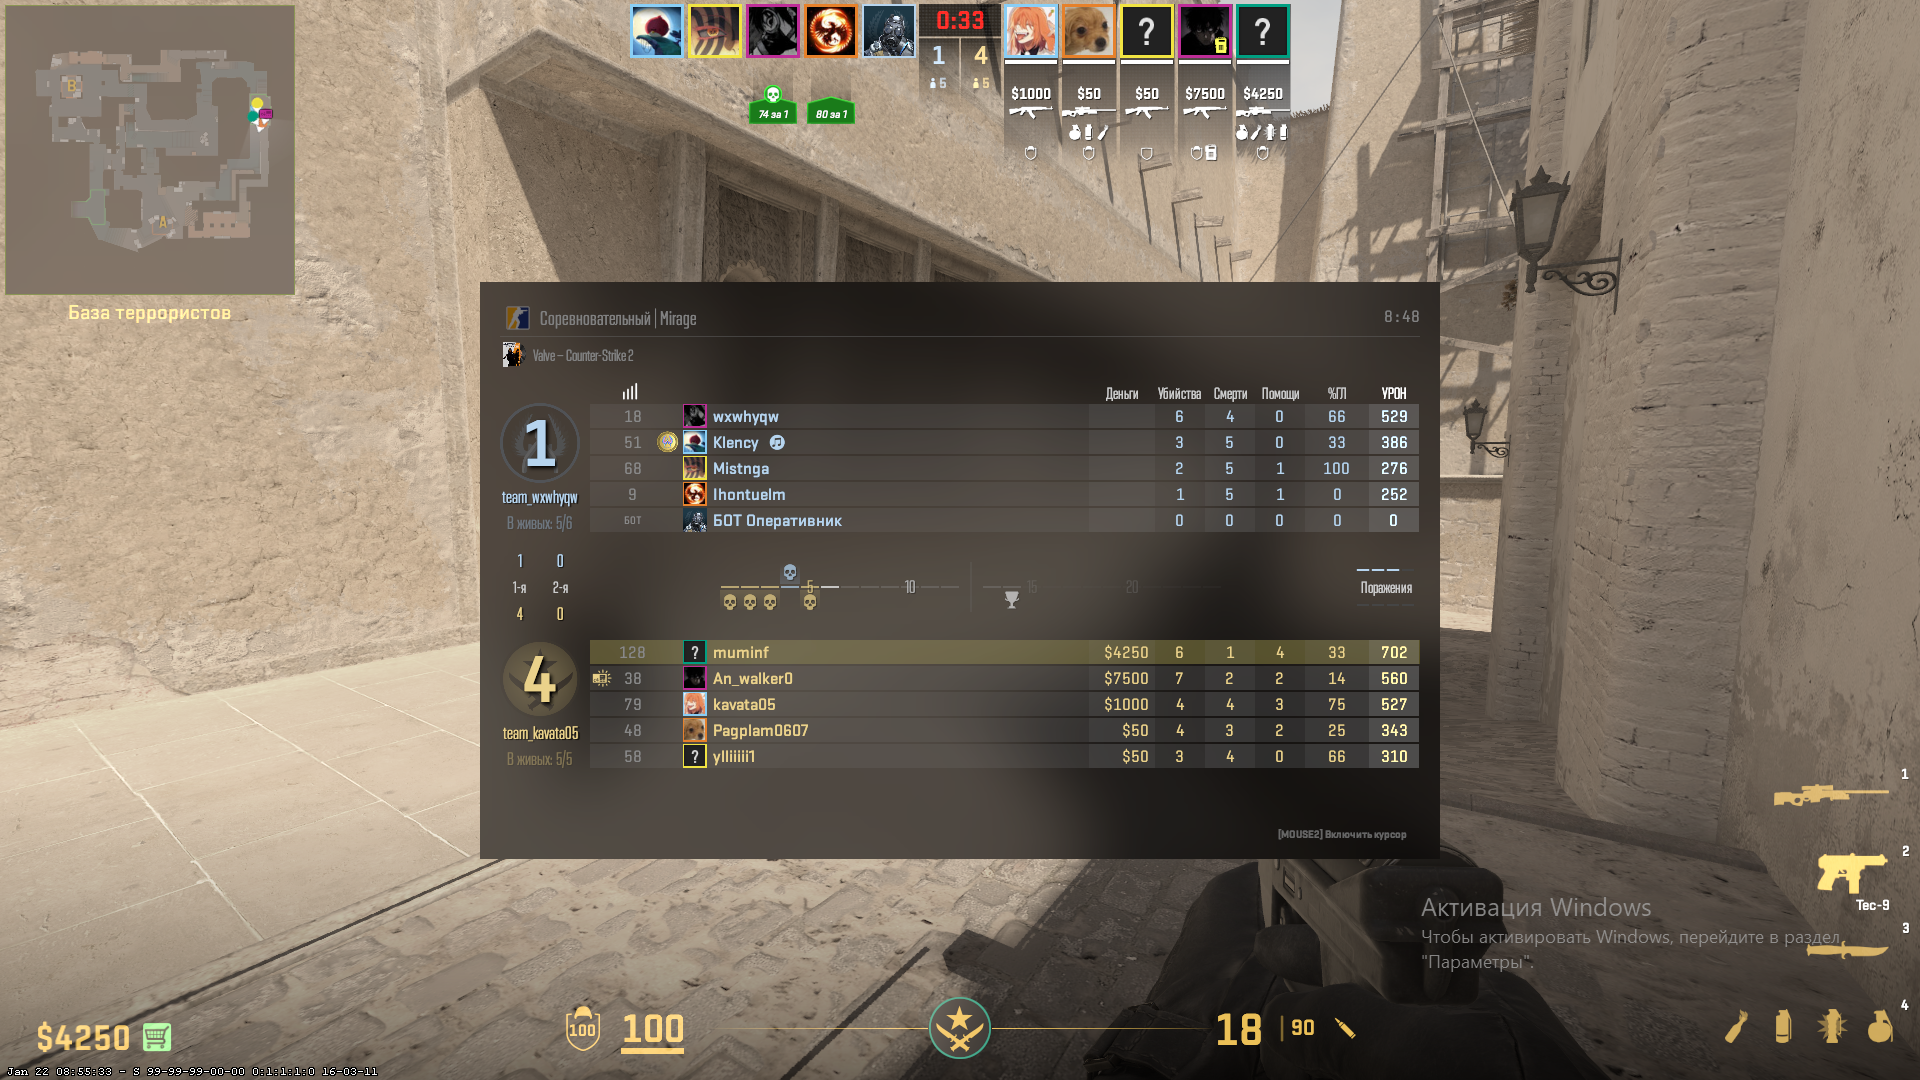 0:33
1 4
5 5
74 за 1
80 за 1
$1000 $50 $50 $7500 $4250
B
A
База террористов
Соревновательный | Mirage
8:48
Valve – Counter-Strike 2
Деньги Убийства Смерти Помощи %ГЛ УРОН
1
team_wxwhyqw
В живых: 5/6
18 wxwhyqw 6 4 0 66 529
51 Klency 3 5 0 33 386
68 Mistnga 2 5 1 100 276
9 Ihontuelm 1 5 1 0 252
БОТ БОТ Оперативник 0 0 0 0 0
1 0
1-я 2-я
4 0
5 10 15 20
Поражения
4
team_kavata05
В живых: 5/5
128 ? muminf $4250 6 1 4 33 702
38 An_walker0 $7500 7 2 2 14 560
79 kavata05 $1000 4 4 3 75 527
48 Pagplam0607 $50 4 3 2 25 343
58 ? ylliiiii1 $50 3 4 0 66 310
[MOUSE2] Включить курсор
1
2
Tec-9
3
4
Активация Windows
Чтобы активировать Windows, перейдите в раздел
"Параметры".
$4250
100 100
18 | 90
Jan 22 08:55:33 - S 99-99-99-00-00 0:1:1:1:0 16-03-11